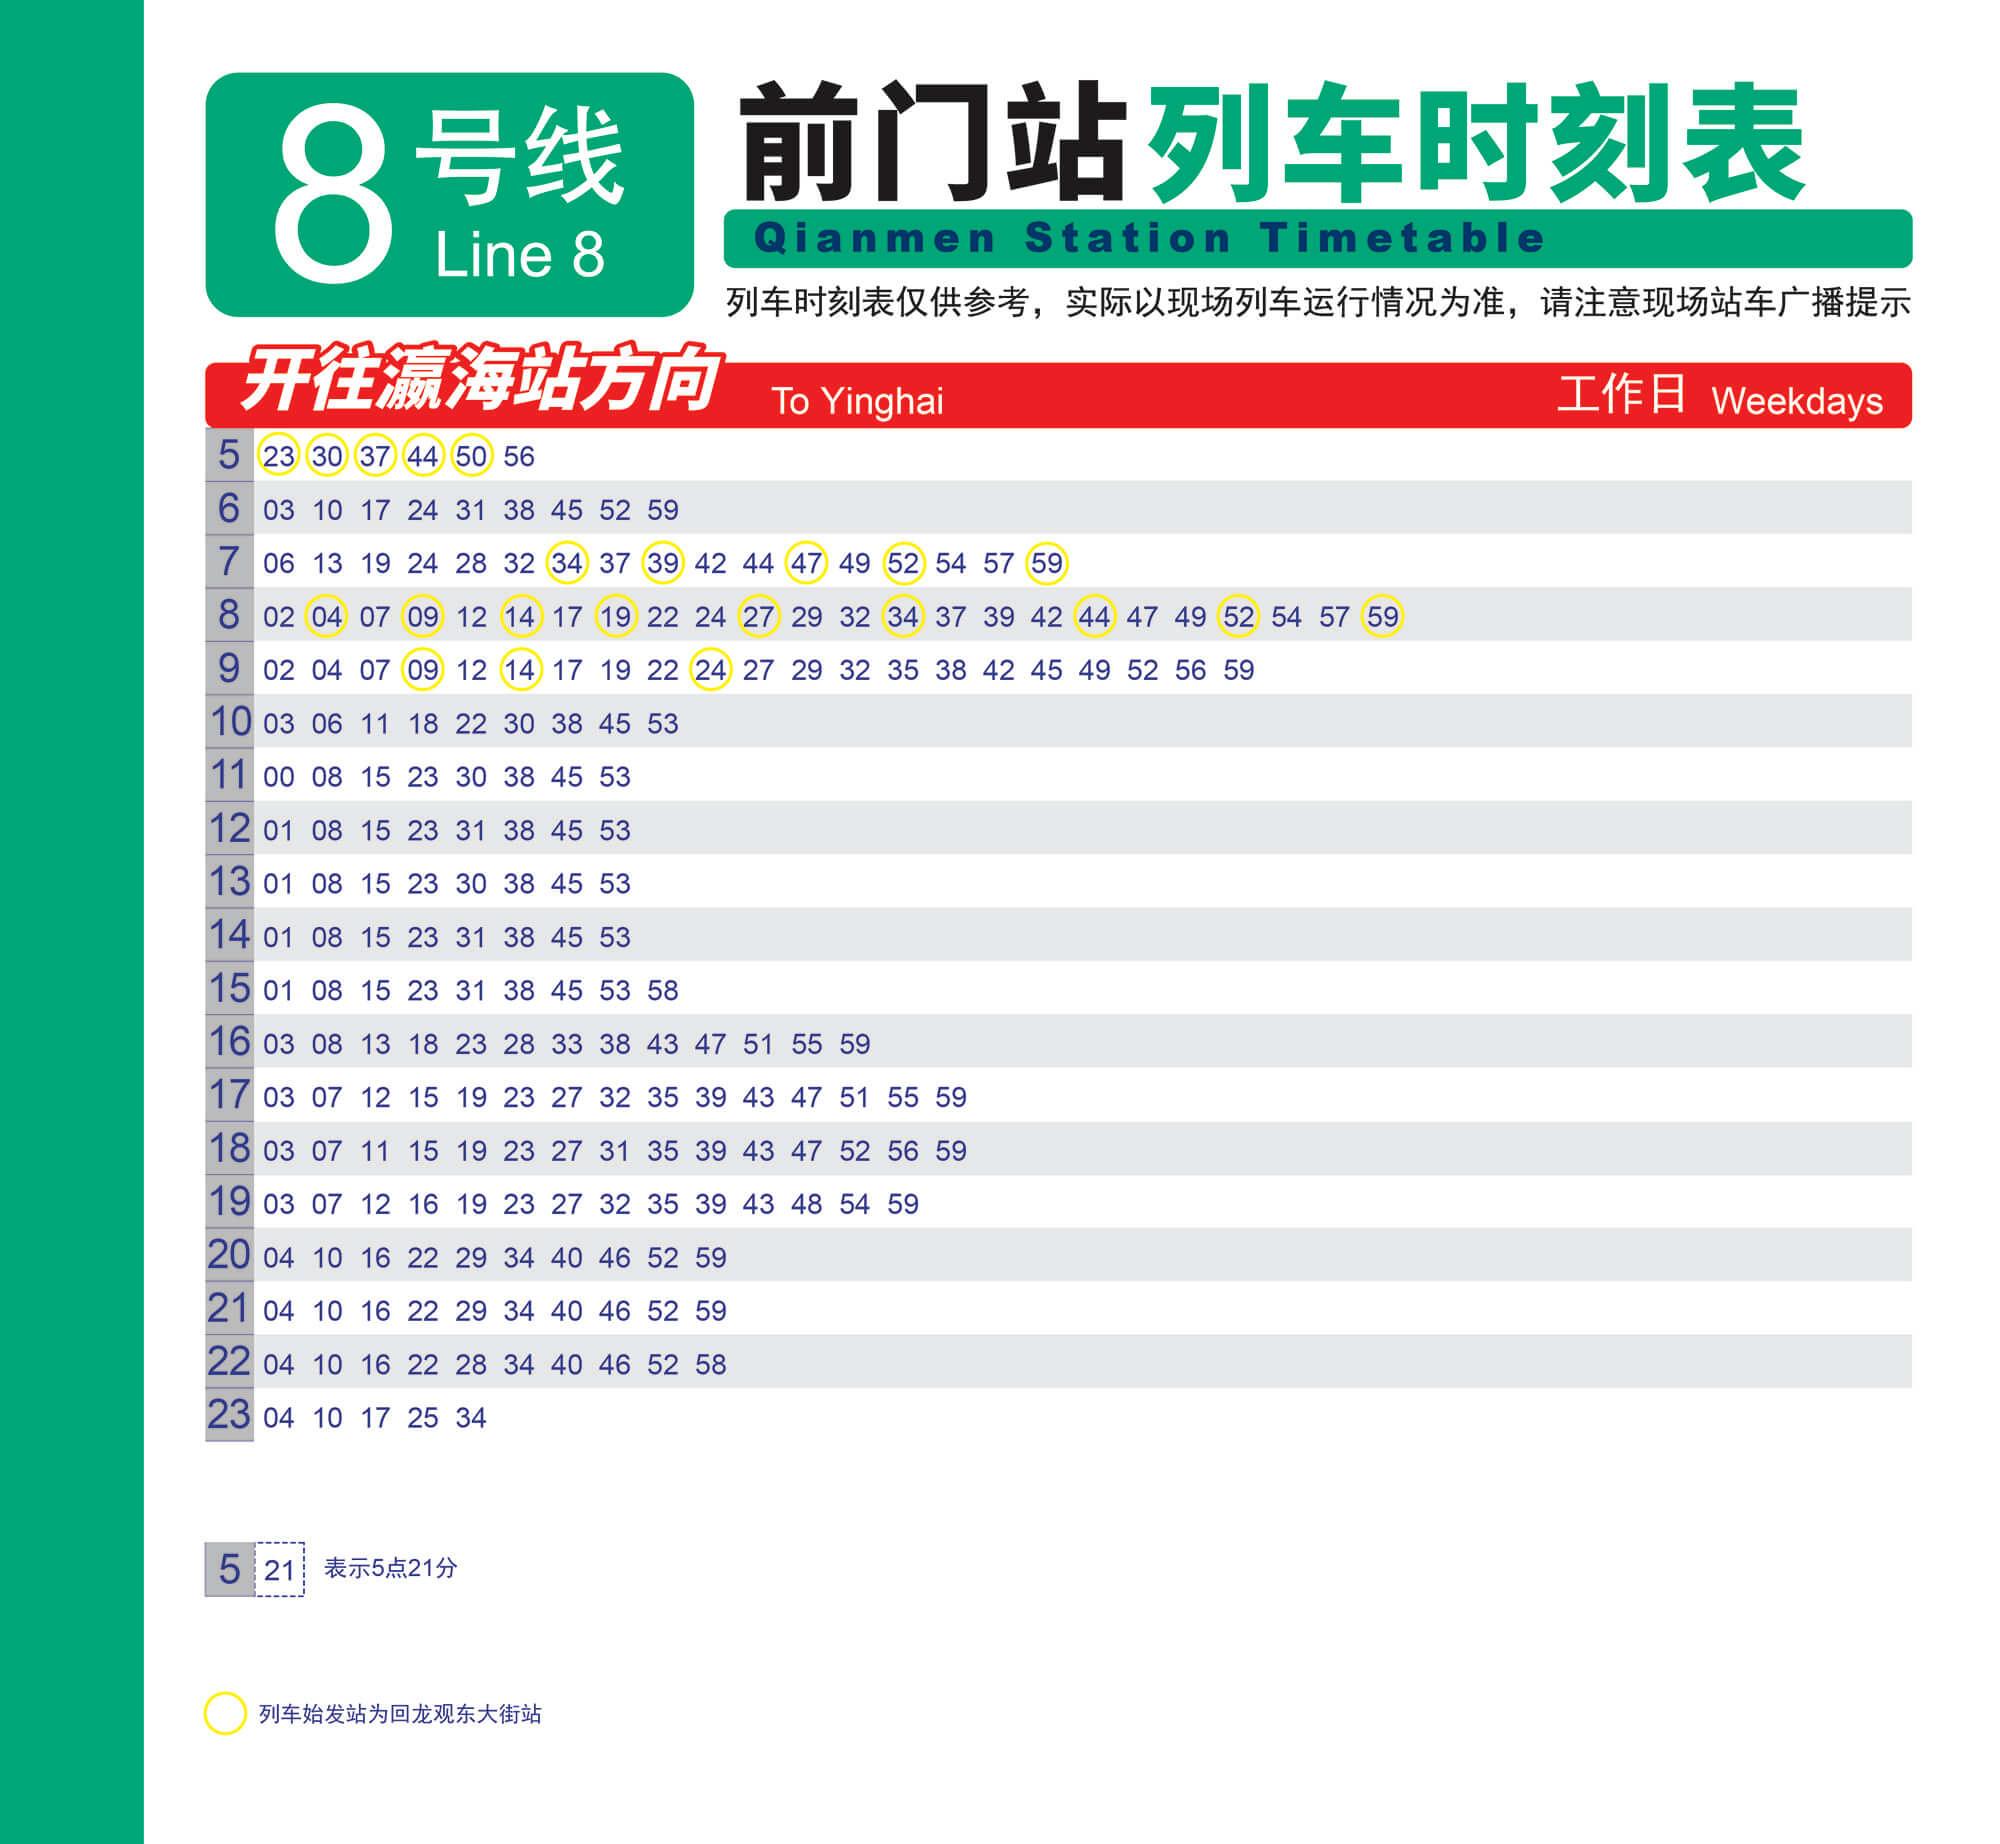 8号线
Line 8
前门站列车时刻表
Qianmen Station Timetable
列车时刻表仅供参考，实际以现场列车运行情况为准，请注意现场站车广播提示
开往瀛海站方向 To Yinghai 工作日 Weekdays
5 23 30 37 44 50 56
6 03 10 17 24 31 38 45 52 59
7 06 13 19 24 28 32 34 37 39 42 44 47 49 52 54 57 59
8 02 04 07 09 12 14 17 19 22 24 27 29 32 34 37 39 42 44 47 49 52 54 57 59
9 02 04 07 09 12 14 17 19 22 24 27 29 32 35 38 42 45 49 52 56 59
10 03 06 11 18 22 30 38 45 53
11 00 08 15 23 30 38 45 53
12 01 08 15 23 31 38 45 53
13 01 08 15 23 30 38 45 53
14 01 08 15 23 31 38 45 53
15 01 08 15 23 31 38 45 53 58
16 03 08 13 18 23 28 33 38 43 47 51 55 59
17 03 07 12 15 19 23 27 32 35 39 43 47 51 55 59
18 03 07 11 15 19 23 27 31 35 39 43 47 52 56 59
19 03 07 12 16 19 23 27 32 35 39 43 48 54 59
20 04 10 16 22 29 34 40 46 52 59
21 04 10 16 22 29 34 40 46 52 59
22 04 10 16 22 28 34 40 46 52 58
23 04 10 17 25 34
5 21 表示5点21分
列车始发站为回龙观东大街站